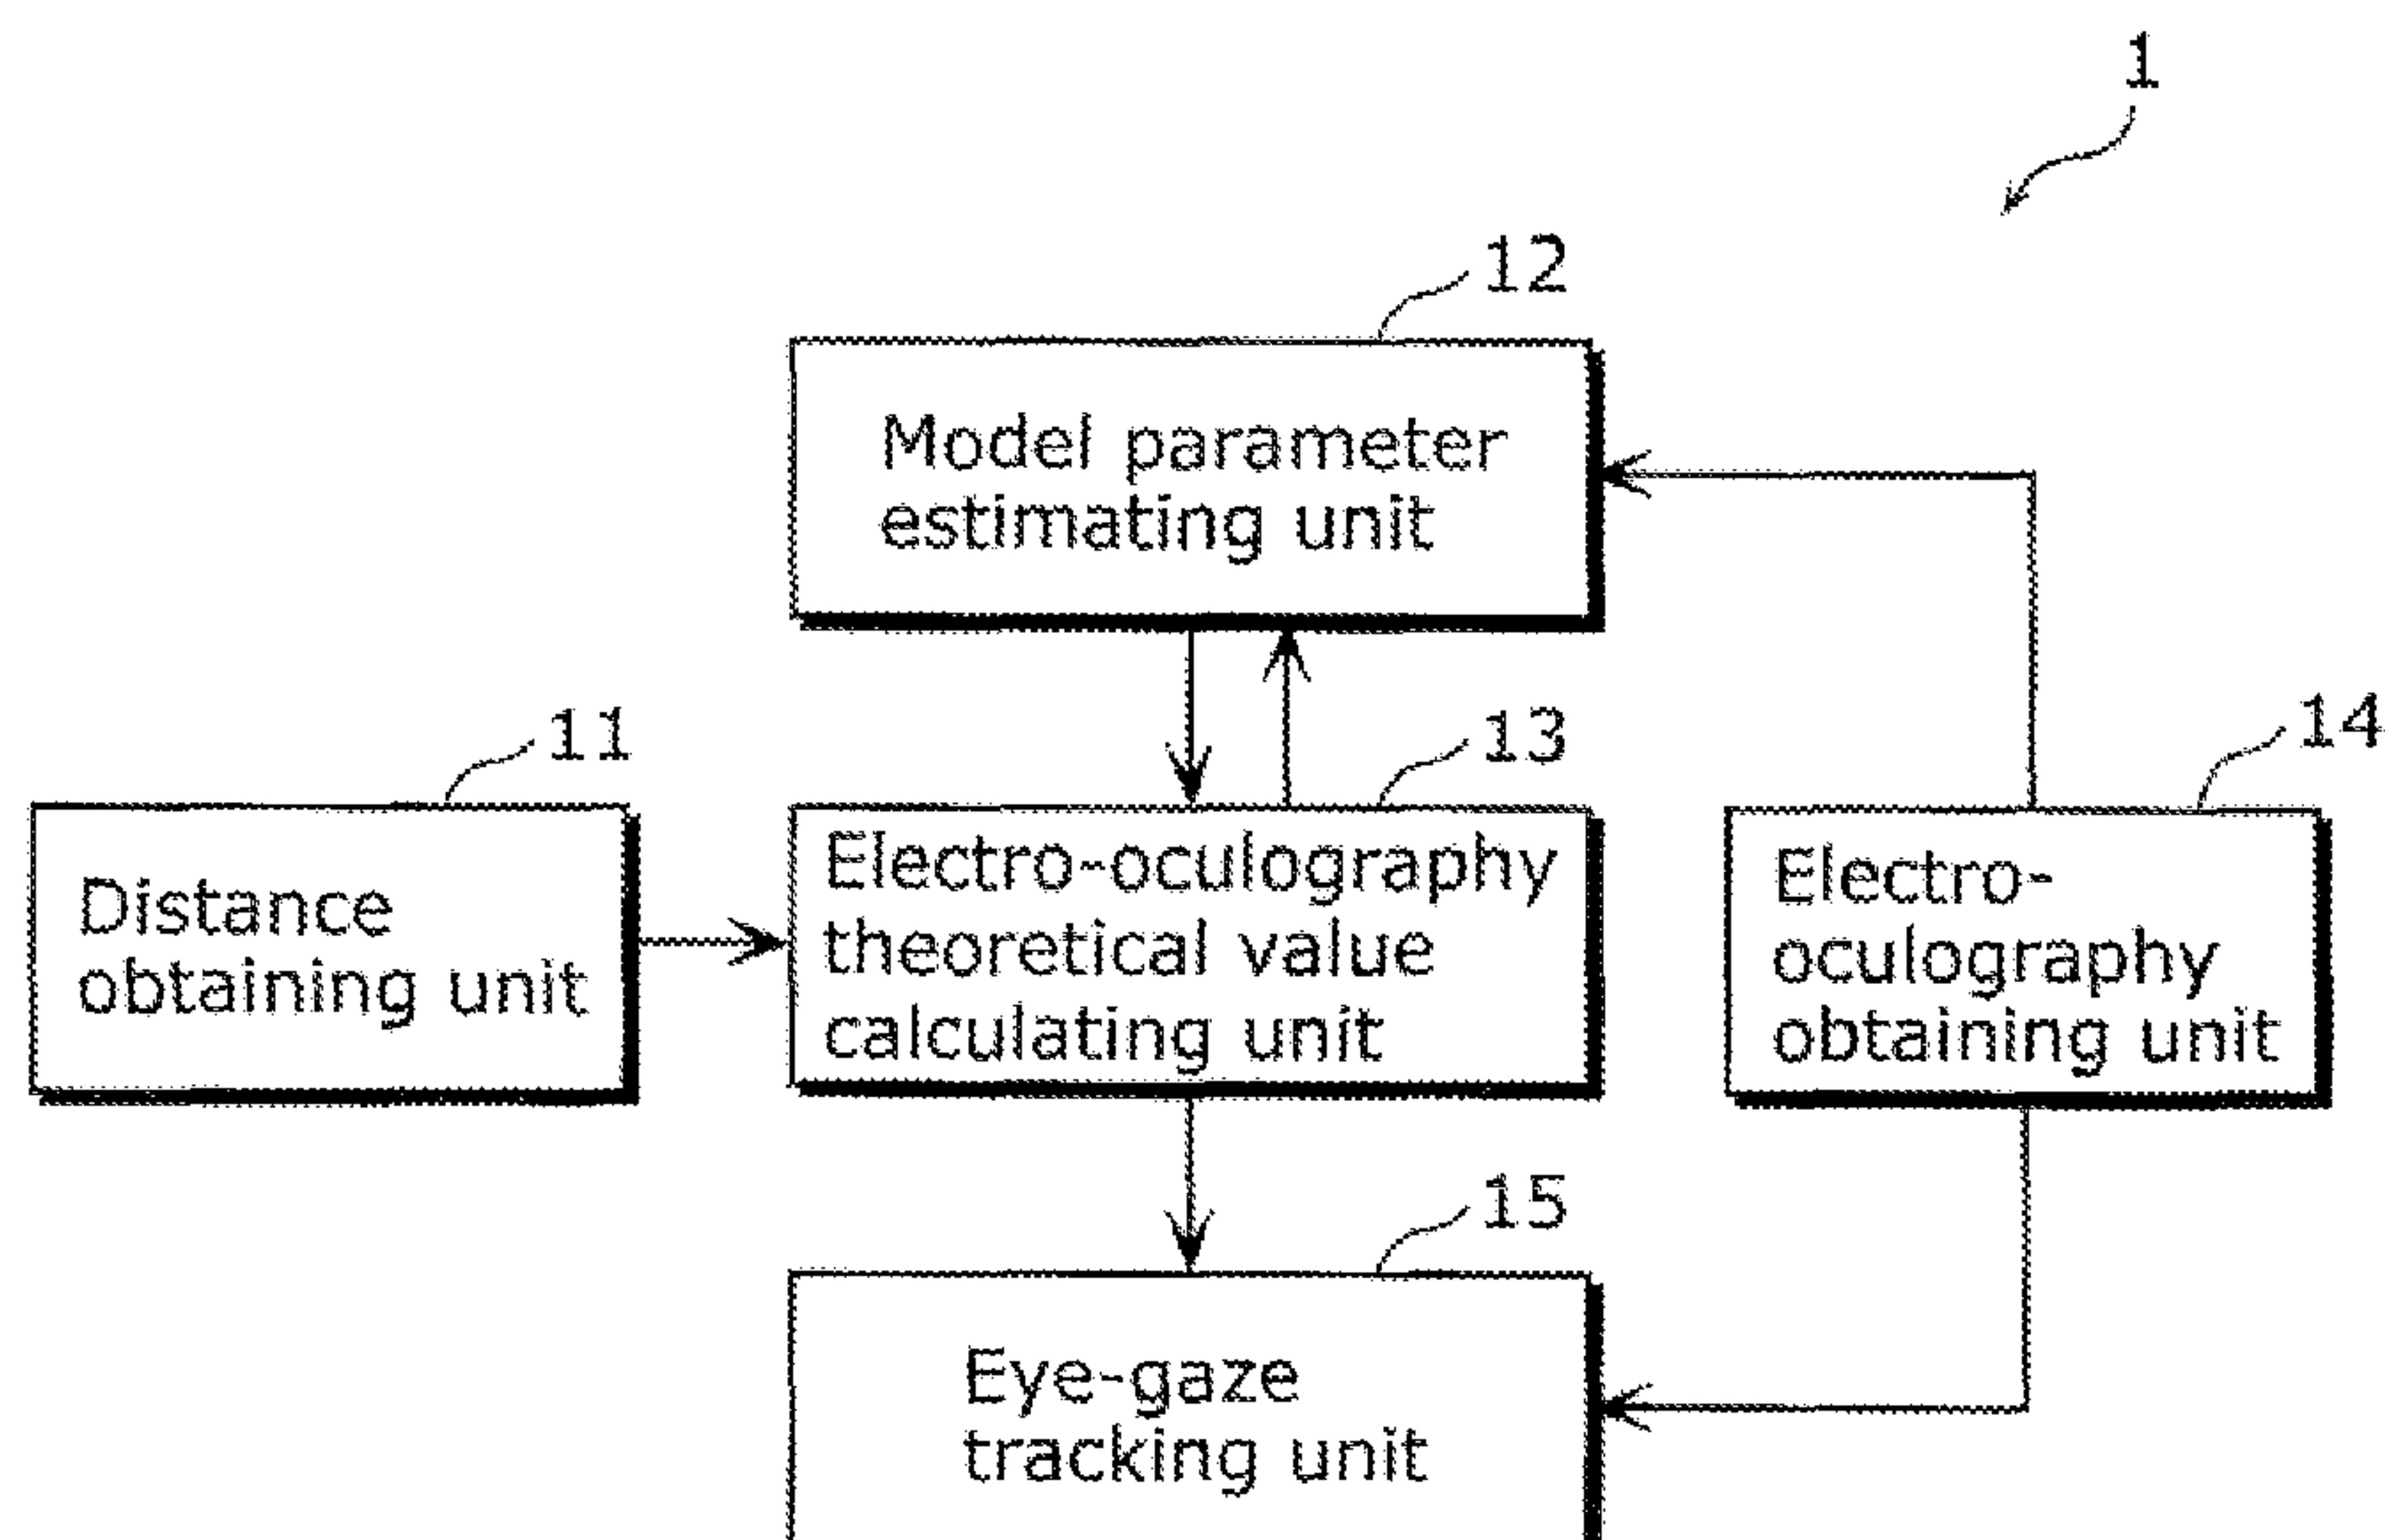 1
12
Model parameter
estimating unit
11
13
14
Distance
obtaining unit
Electro-oculography
theoretical value
calculating unit
Electro-
oculography
obtaining unit
15
Eye-gaze
tracking unit